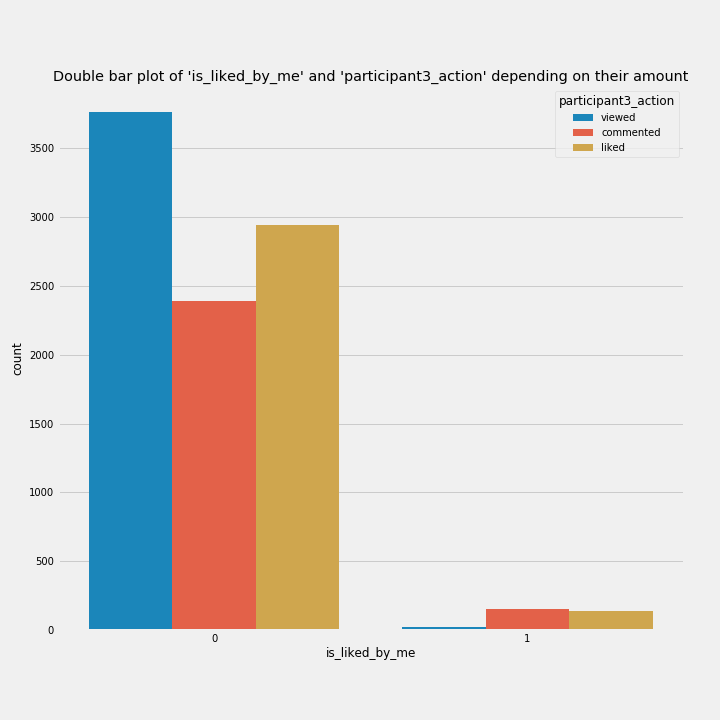 Double bar plot of 'is_liked_by_me' and 'participant3_action' depending on their amount
participant3_action
viewed
commented
liked
3500
3000
2500
2000
1500
1000
500
0
count
0
1
is_liked_by_me